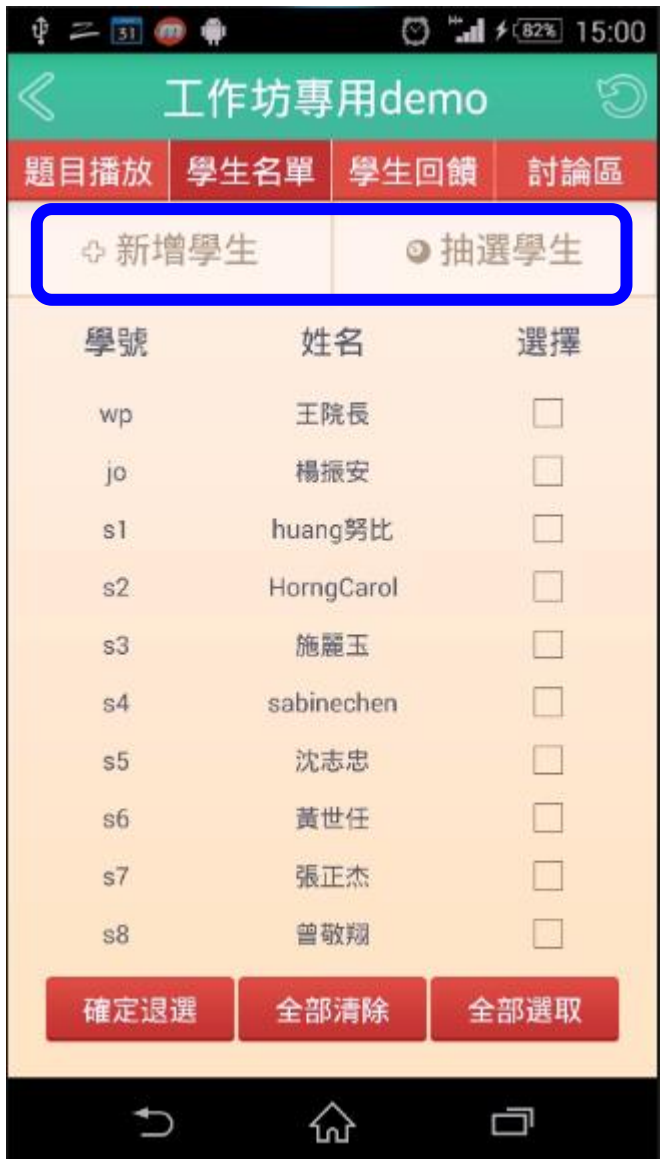 31 82% 15:00
工作坊專用demo
題目播放 學生名單 學生回饋 討論區
新增學生 抽選學生
學號 姓名 選擇
wp 王院長
jo 楊振安
s1 huang努比
s2 HorngCarol
s3 施麗玉
s4 sabinechen
s5 沈志忠
s6 黃世任
s7 張正杰
s8 曾敬翔
確定退選 全部清除 全部選取